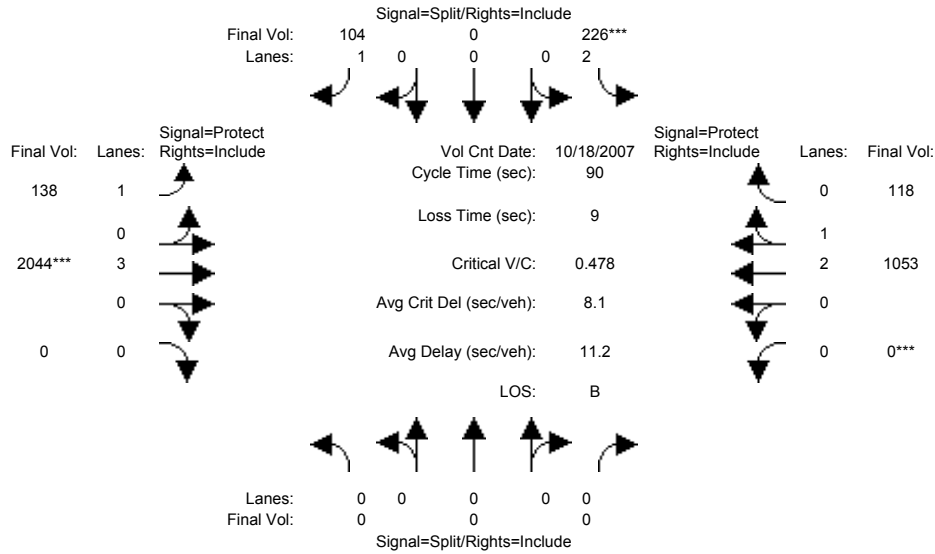 Signal=Split/Rights=Include
Final Vol: 104 0 226***
Lanes: 1 0 0 0 2
Signal=Protect Signal=Protect
Final Vol: Lanes: Rights=Include Vol Cnt Date: 10/18/2007 Rights=Include Lanes: Final Vol:
Cycle Time (sec): 90
138 1 0 118
Loss Time (sec): 9
0 1
2044*** 3 Critical V/C: 0.478 2 1053
0 Avg Crit Del (sec/veh): 8.1 0
0 0 Avg Delay (sec/veh): 11.2 0 0***
LOS: B
Lanes: 0 0 0 0 0
Final Vol: 0 0 0
Signal=Split/Rights=Include